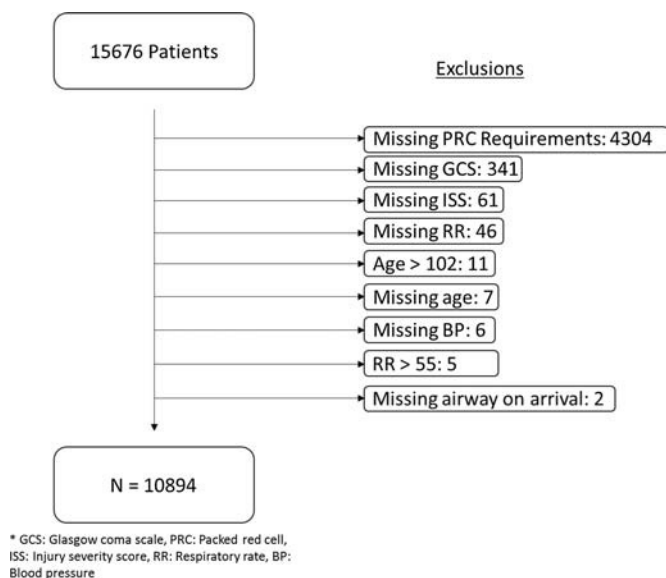 15676 Patients
Exclusions
Missing PRC Requirements: 4304
Missing GCS: 341
Missing ISS: 61
Missing RR: 46
Age > 102: 11
Missing age: 7
Missing BP: 6
RR > 55: 5
Missing airway on arrival: 2
N = 10894
* GCS: Glasgow coma scale, PRC: Packed red cell,
ISS: Injury severity score, RR: Respiratory rate, BP:
Blood pressure